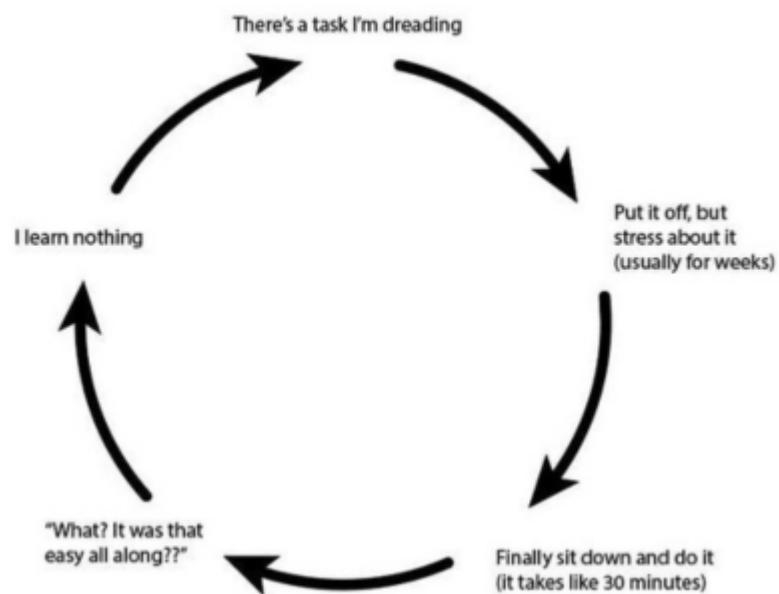 There's a task I'm dreading
Put it off, but
stress about it
(usually for weeks)
Finally sit down and do it
(it takes like 30 minutes)
"What? It was that
easy all along??"
I learn nothing